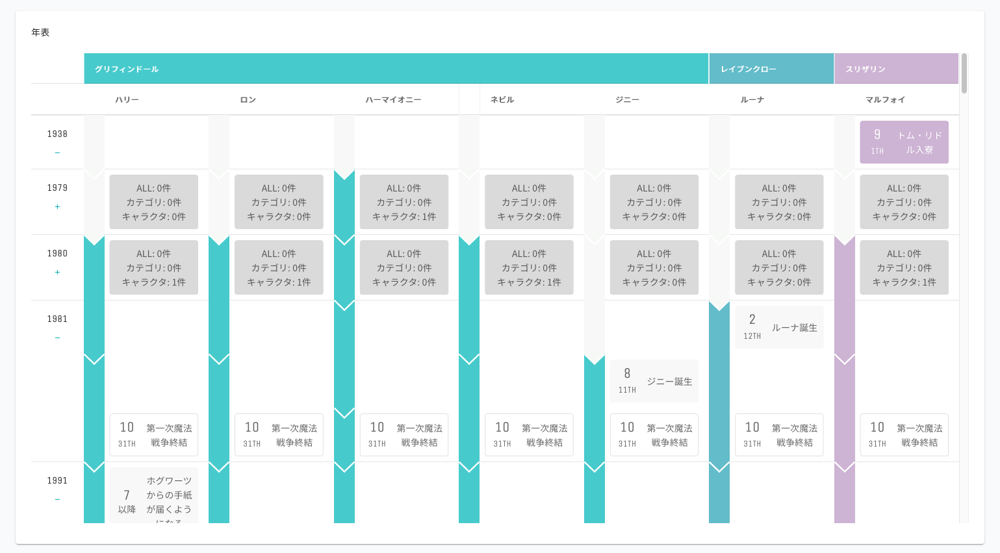 年表
グリフィンドール レイブンクロー スリザリン
ハリー ロン ハーマイオニー ネビル ジニー ルーナ マルフォイ
1938
−
9
1TH
トム・リド
ル入寮
1979
+
ALL: 0件
カテゴリ: 0件
キャラクタ: 0件
ALL: 0件
カテゴリ: 0件
キャラクタ: 0件
ALL: 0件
カテゴリ: 0件
キャラクタ: 1件
ALL: 0件
カテゴリ: 0件
キャラクタ: 0件
ALL: 0件
カテゴリ: 0件
キャラクタ: 0件
ALL: 0件
カテゴリ: 0件
キャラクタ: 0件
ALL: 0件
カテゴリ: 0件
キャラクタ: 0件
1980
+
ALL: 0件
カテゴリ: 0件
キャラクタ: 1件
ALL: 0件
カテゴリ: 0件
キャラクタ: 1件
ALL: 0件
カテゴリ: 0件
キャラクタ: 0件
ALL: 0件
カテゴリ: 0件
キャラクタ: 1件
ALL: 0件
カテゴリ: 0件
キャラクタ: 0件
ALL: 0件
カテゴリ: 0件
キャラクタ: 0件
ALL: 0件
カテゴリ: 0件
キャラクタ: 1件
1981
−
2
12TH
ルーナ誕生
8
11TH
ジニー誕生
10
31TH
第一次魔法
戦争終結
10
31TH
第一次魔法
戦争終結
10
31TH
第一次魔法
戦争終結
10
31TH
第一次魔法
戦争終結
10
31TH
第一次魔法
戦争終結
10
31TH
第一次魔法
戦争終結
10
31TH
第一次魔法
戦争終結
1991
−
7
以降
ホグワーツ
からの手紙
が届くよう
になる